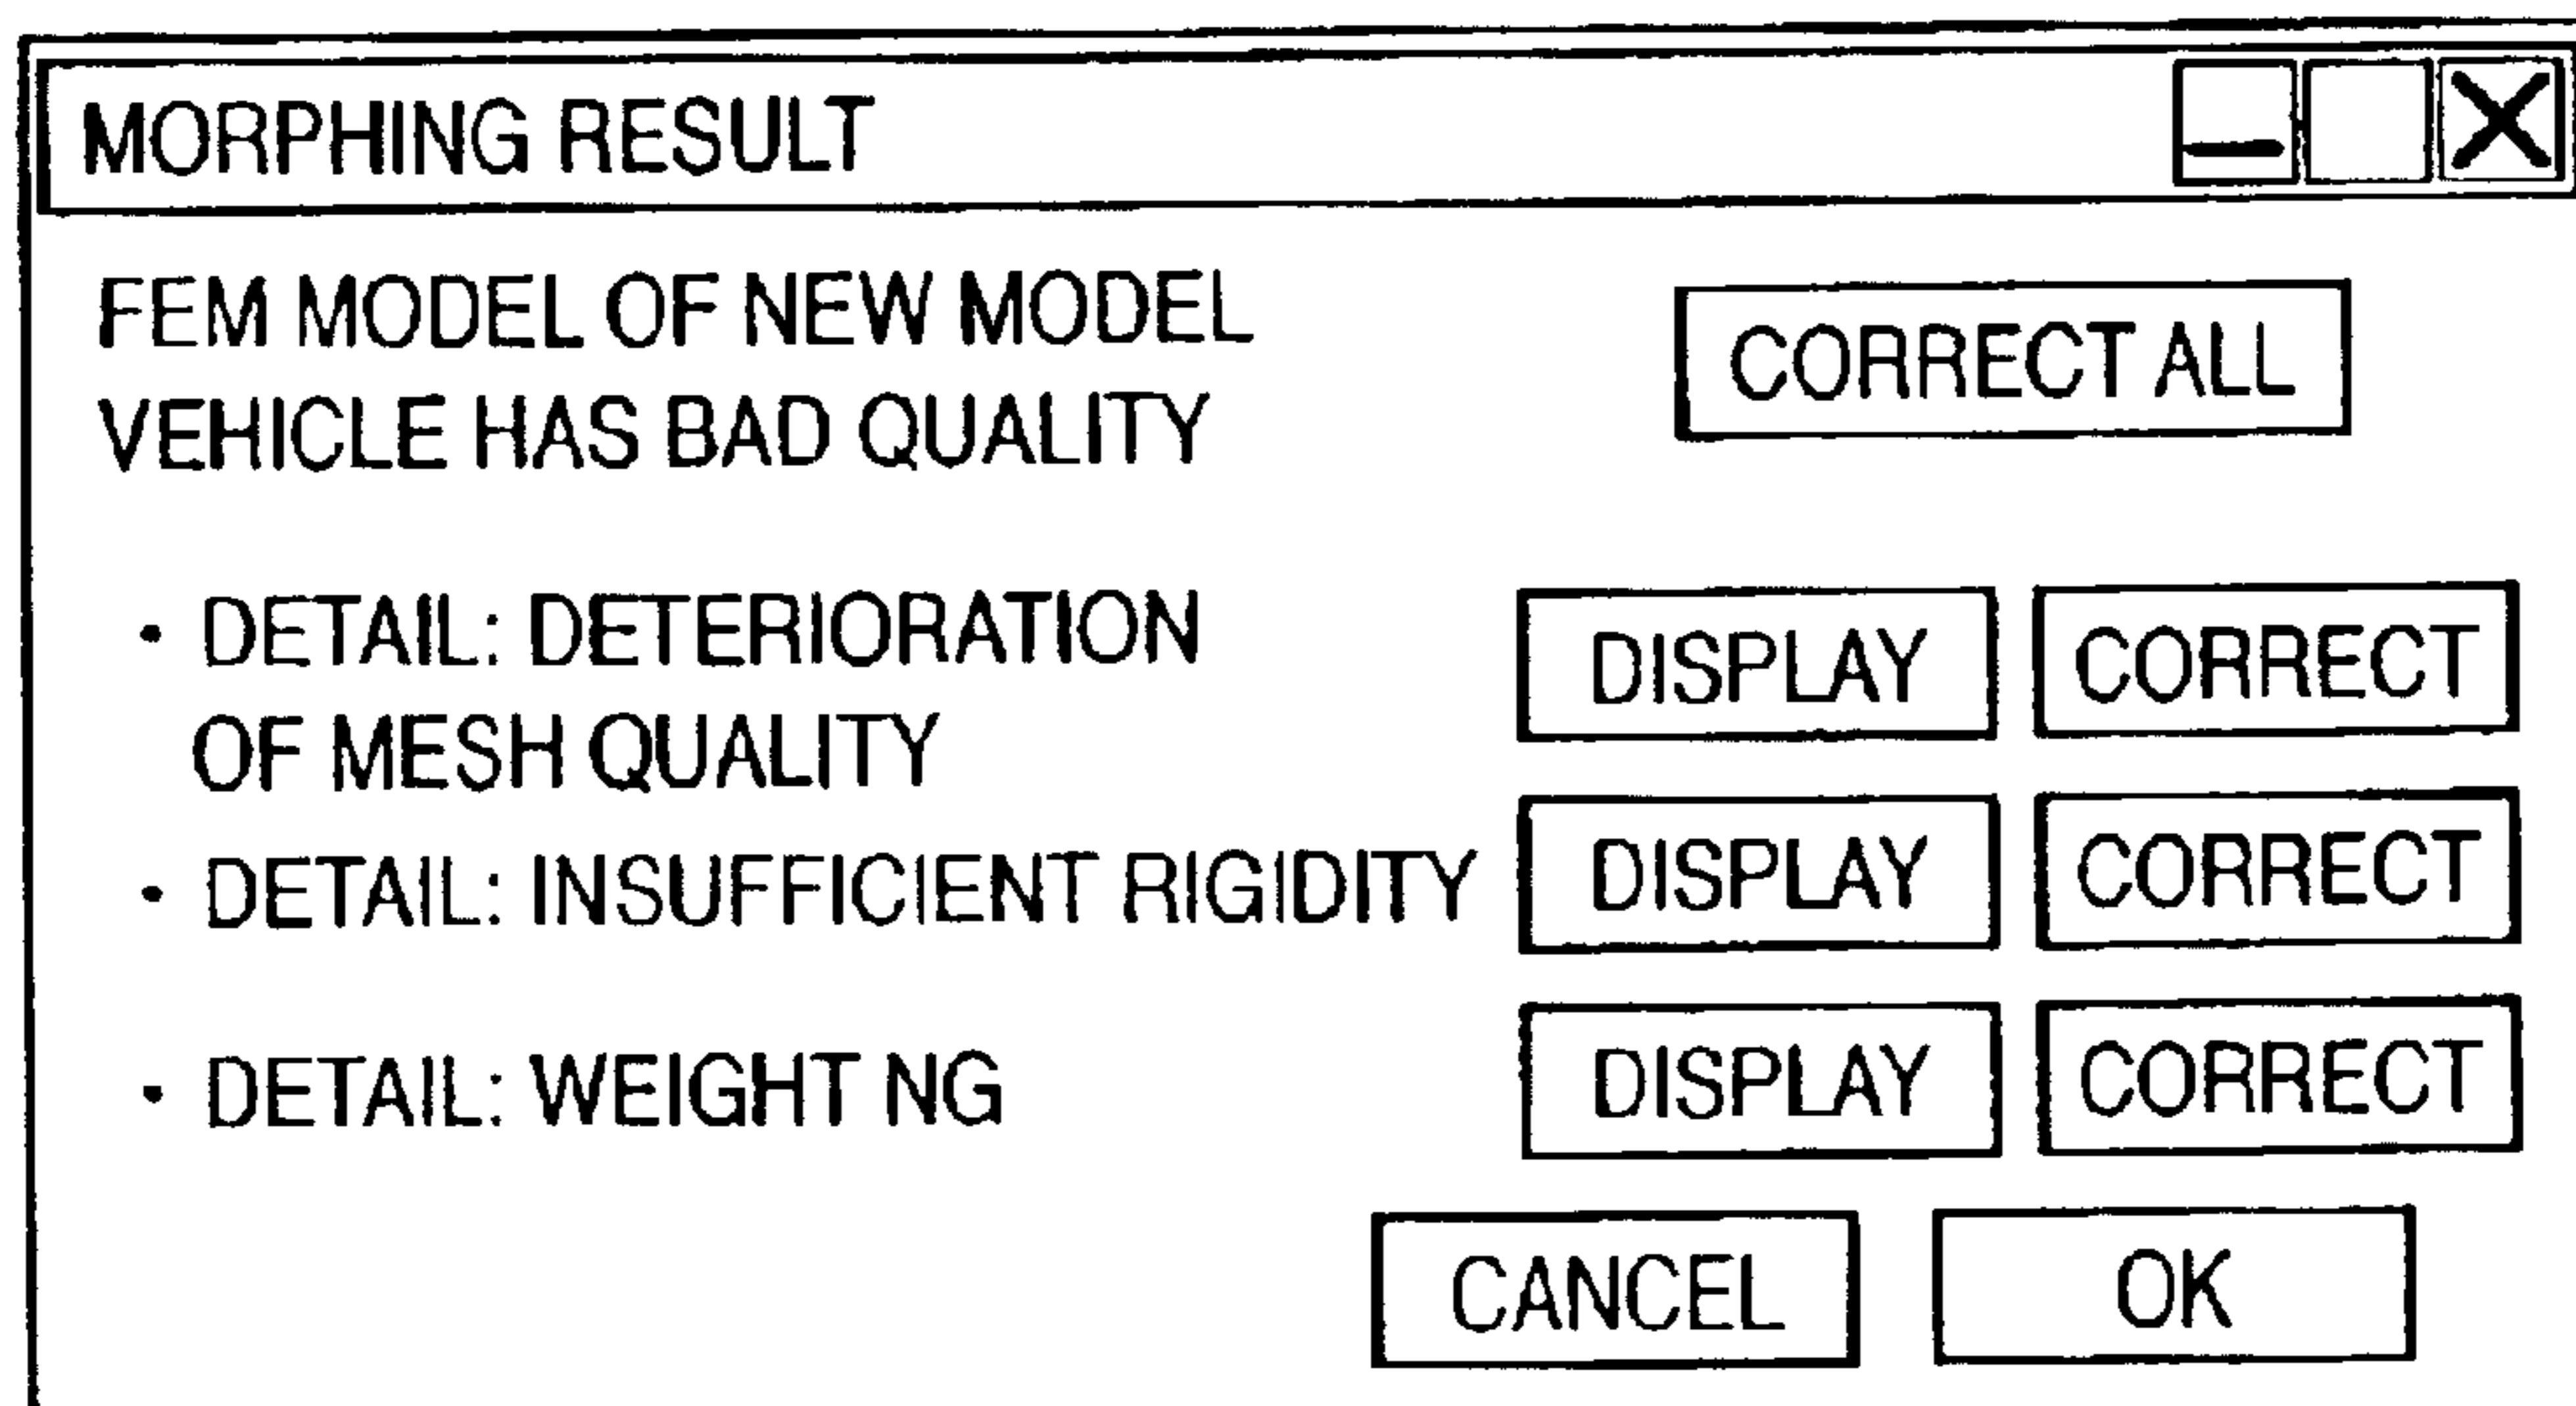 MORPHING RESULT
FEM MODEL OF NEW MODEL
VEHICLE HAS BAD QUALITY
CORRECT ALL
• DETAIL: DETERIORATION
OF MESH QUALITY
DISPLAY CORRECT
• DETAIL: INSUFFICIENT RIGIDITY DISPLAY CORRECT
• DETAIL: WEIGHT NG DISPLAY CORRECT
CANCEL OK